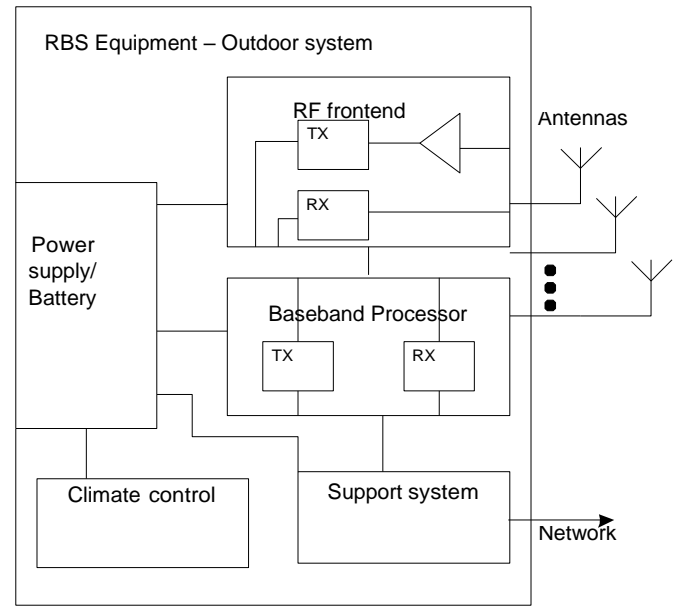 RBS Equipment – Outdoor system
RF frontend
TX
RX
Antennas
Power
supply/
Battery
Baseband Processor
TX
RX
Climate control
Support system
Network